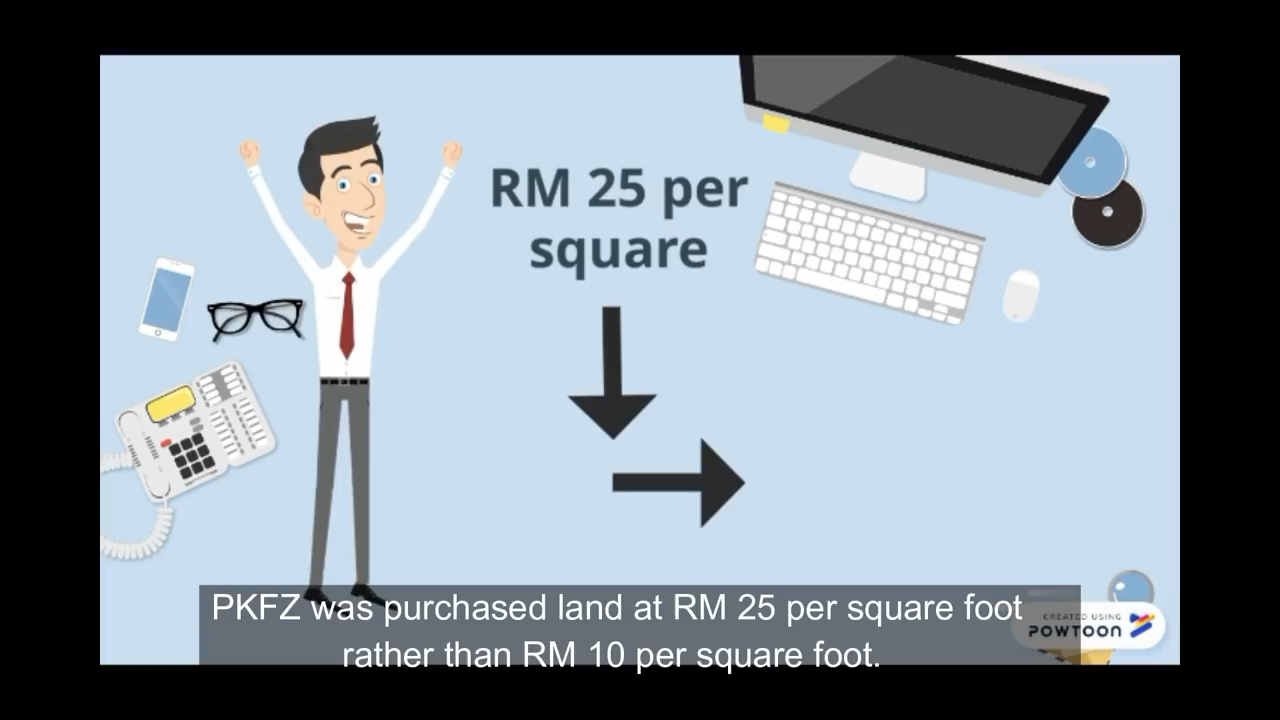 RM 25 per
square
PKFZ was purchased land at RM 25 per square foot
rather than RM 10 per square foot.
CREATED USING
POWTOON